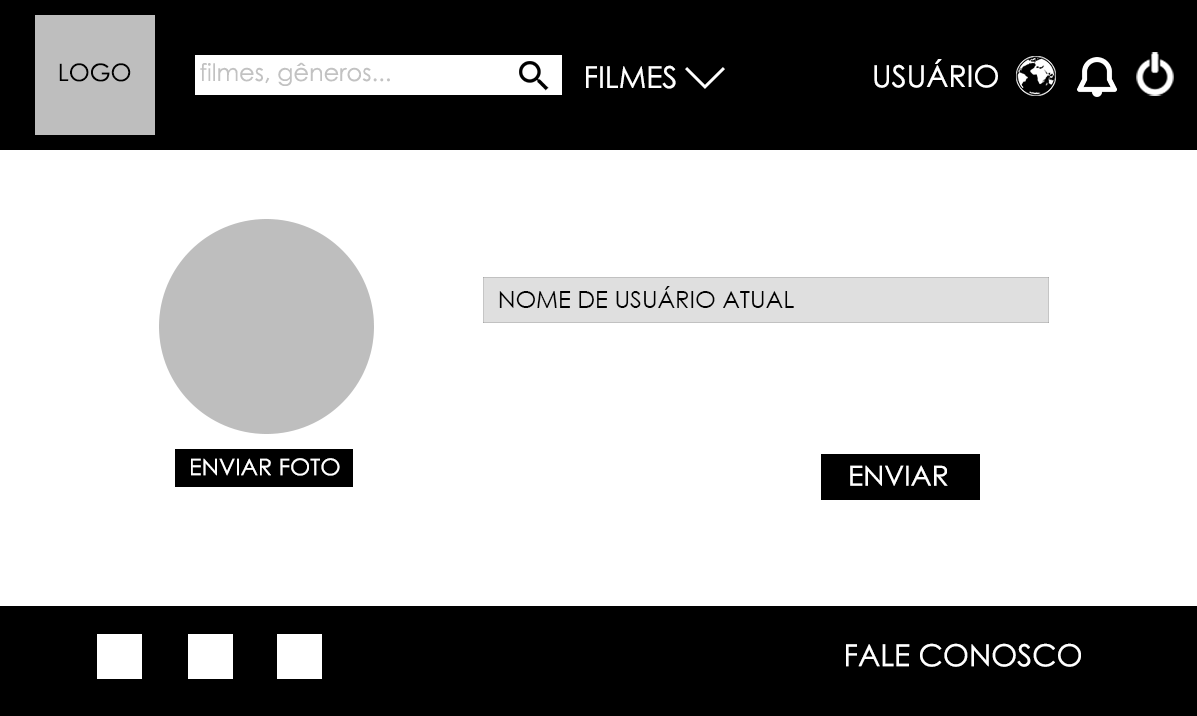 LOGO
filmes, gêneros...
FILMES
USUÁRIO
NOME DE USUÁRIO ATUAL
ENVIAR FOTO
ENVIAR
FALE CONOSCO